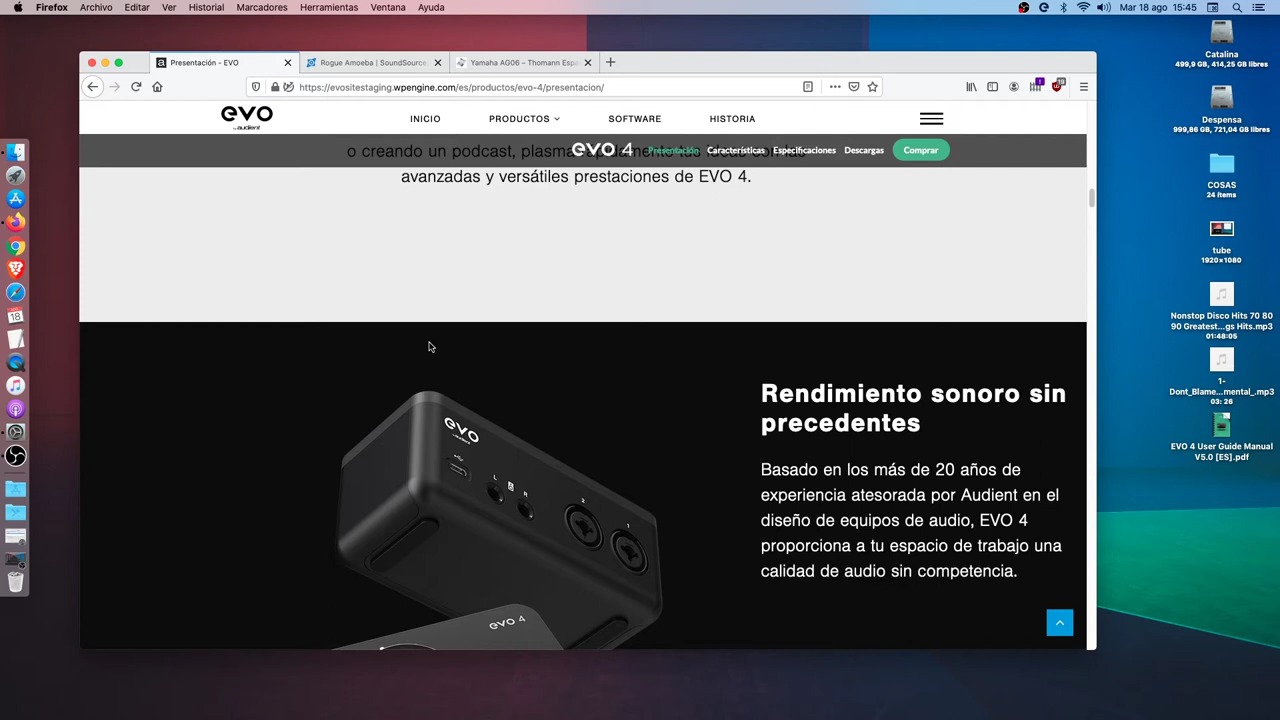 Firefox Archivo Editar Ver Historial Marcadores Herramientas Ventana Ayuda
Mar 18 ago 15:45
Presentación - EVO
Rogue Amoeba | SoundSource:
Yamaha AG06 – Thomann Espa
https://evositestaging.wpengine.com/es/productos/evo-4/presentacion/
evo
by audient
INICIO PRODUCTOS SOFTWARE HISTORIA
evo 4 Presentación Características Especificaciones Descargas Comprar
avanzadas y versátiles prestaciones de EVO 4.
Rendimiento sonoro sin
precedentes
Basado en los más de 20 años de
experiencia atesorada por Audient en el
diseño de equipos de audio, EVO 4
proporciona a tu espacio de trabajo una
calidad de audio sin competencia.
evo
L R
2
1
evo 4
Catalina
499,9 GB, 414,25 GB libres
Despensa
999,86 GB, 721,04 GB libres
COSAS
24 ítems
tube
1920×1080
Nonstop Disco Hits 70 80
90 Greatest...gs Hits.mp3
01:48:05
1-
Dont_Blame...mental_.mp3
03: 26
EVO 4 User Guide Manual
V5.0 [ES].pdf
18